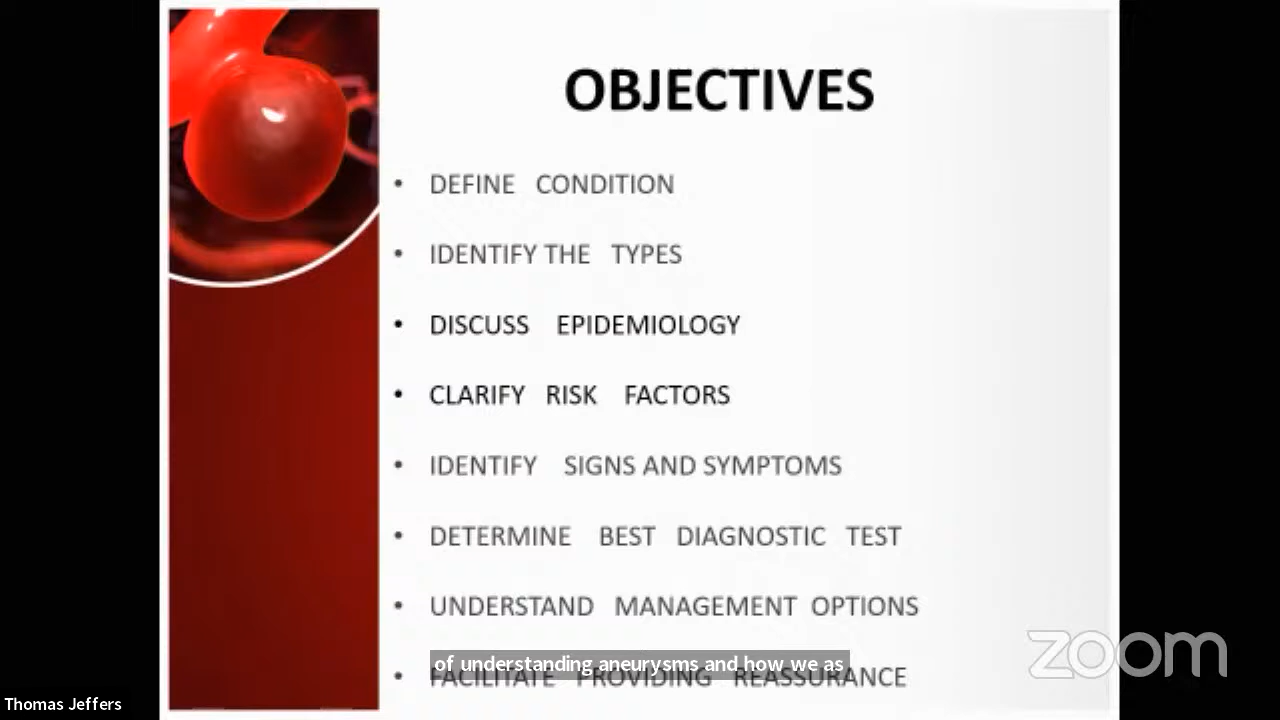 OBJECTIVES
• DEFINE CONDITION
• IDENTIFY THE TYPES
• DISCUSS EPIDEMIOLOGY
• CLARIFY RISK FACTORS
• IDENTIFY SIGNS AND SYMPTOMS
• DETERMINE BEST DIAGNOSTIC TEST
• UNDERSTAND MANAGEMENT OPTIONS
of understanding aneurysms and how we as
• FACILITATE PROVIDING REASSURANCE
zoom
Thomas Jeffers